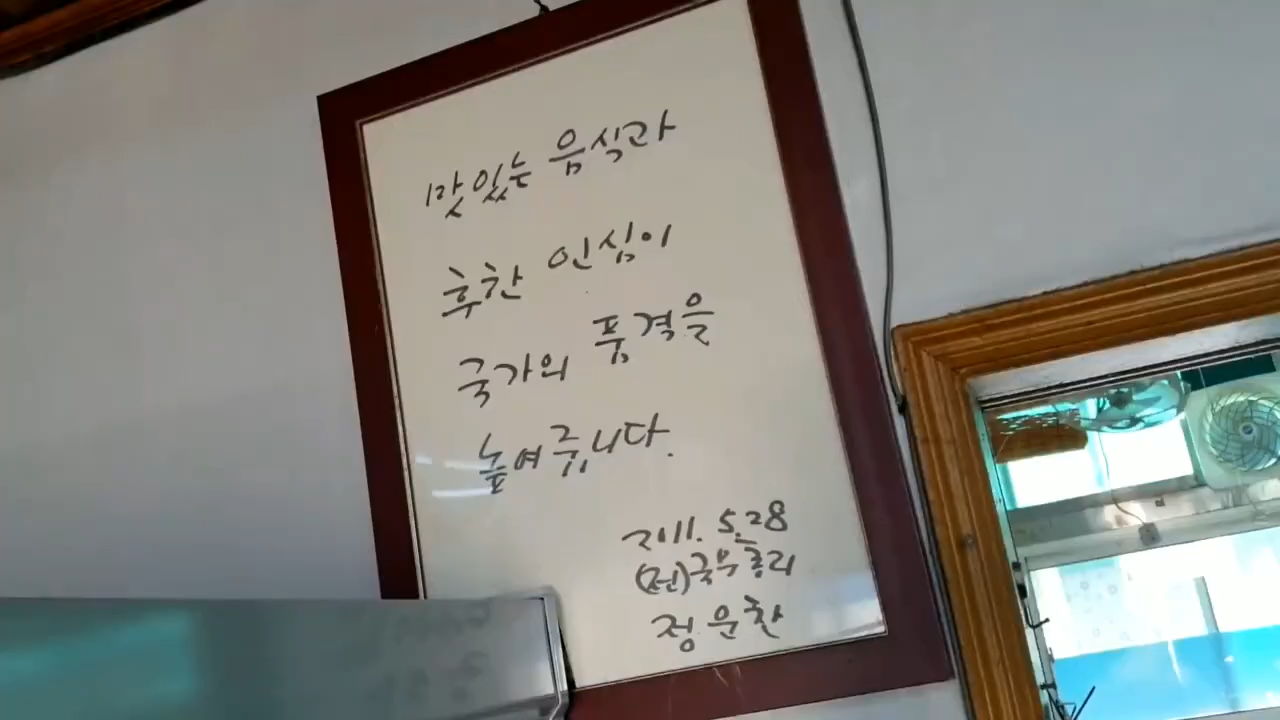 맛있는 음식과
후한 인심이
국가의 품격을
높여줍니다.
2011. 5.28
(전)국무총리
정운찬